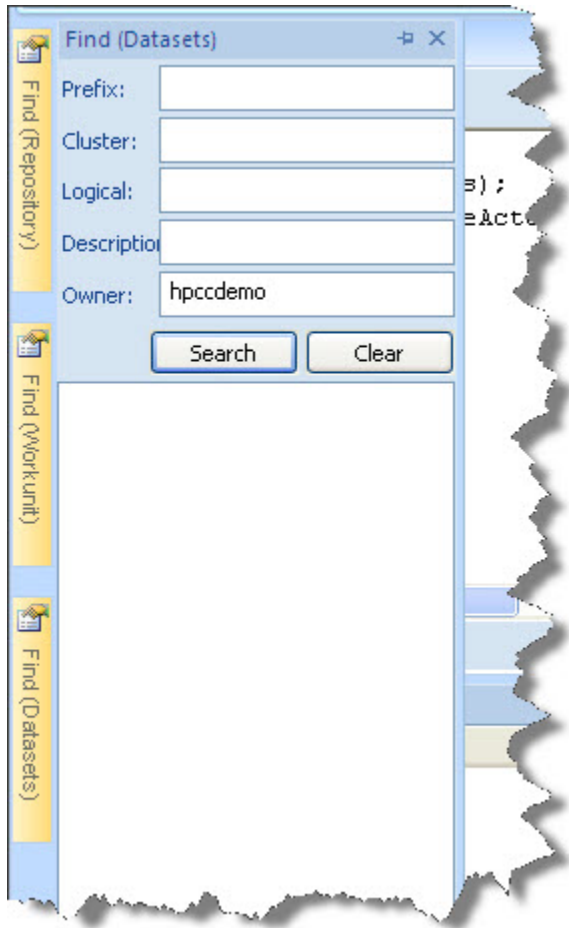 Find (Datasets)
Prefix:
Cluster:
Logical:
Descriptio
Owner: hpccdemo
Search Clear
Find (Repository)
Find (Workunit)
Find (Datasets)
s);
eActo